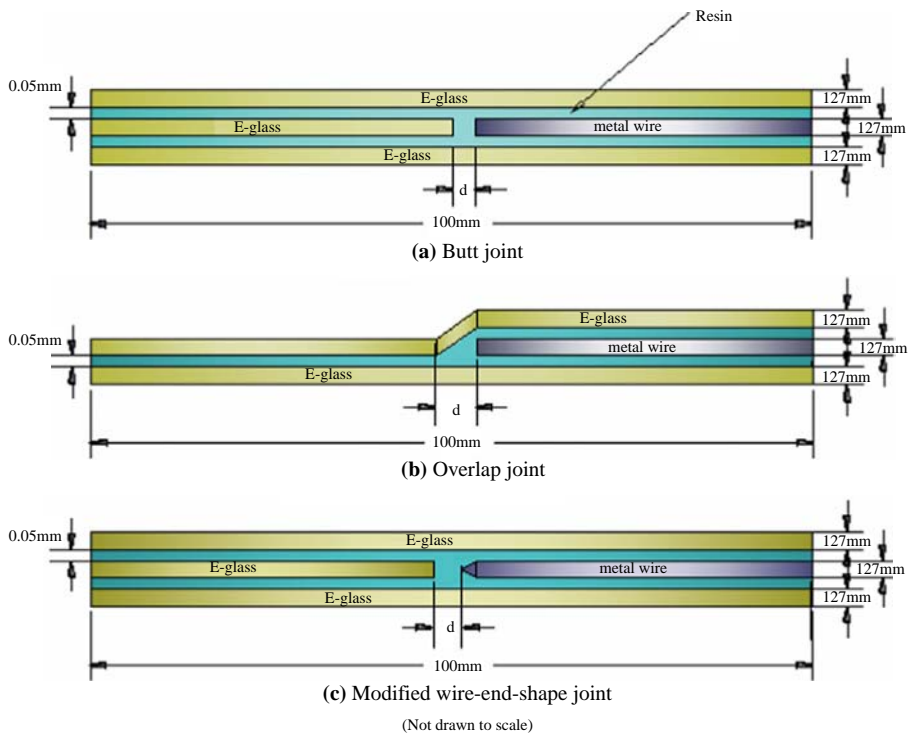 Resin
0.05mm
E-glass
127mm
E-glass
metal wire
127mm
E-glass
127mm
d
100mm
(a) Butt joint
E-glass
127mm
0.05mm
metal wire
127mm
E-glass
127mm
d
100mm
(b) Overlap joint
0.05mm
E-glass
127mm
E-glass
metal wire
127mm
E-glass
127mm
d
100mm
(c) Modified wire-end-shape joint
(Not drawn to scale)